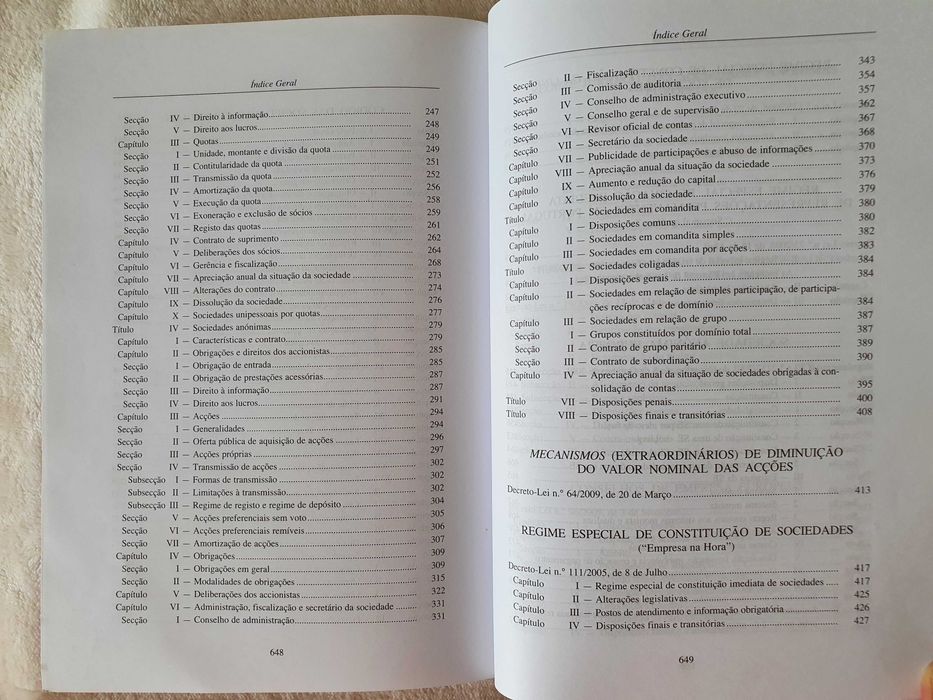 Índice Geral
Secção IV — Direito à informação 247
Secção V — Direito aos lucros 248
Capítulo III — Quotas 249
Secção I — Unidade, montante e divisão da quota 249
Secção II — Contitularidade da quota 251
Secção III — Transmissão da quota 252
Secção IV — Amortização da quota 256
Secção V — Execução da quota 258
Secção VI — Exoneração e exclusão de sócios 259
Secção VII — Registo das quotas 261
Capítulo IV — Contrato de suprimento 262
Capítulo V — Deliberações dos sócios 264
Capítulo VI — Gerência e fiscalização 268
Capítulo VII — Apreciação anual da situação da sociedade 273
Capítulo VIII — Alterações do contrato 274
Capítulo IX — Dissolução da sociedade 276
Capítulo X — Sociedades unipessoais por quotas 277
Título IV — Sociedades anónimas 279
Capítulo I — Características e contrato 279
Capítulo II — Obrigações e direitos dos accionistas 285
Secção I — Obrigação de entrada 285
Secção II — Obrigação de prestações acessórias 287
Secção III — Direito à informação 287
Secção IV — Direito aos lucros 291
Capítulo III — Acções 294
Secção I — Generalidades 294
Secção II — Oferta pública de aquisição de acções 296
Secção III — Acções próprias 297
Secção IV — Transmissão de acções 302
Subsecção I — Formas de transmissão 302
Subsecção II — Limitações à transmissão 302
Subsecção III — Regime de registo e regime de depósito 304
Secção V — Acções preferenciais sem voto 305
Secção VI — Acções preferenciais remíveis 306
Secção VII — Amortização de acções 307
Capítulo IV — Obrigações 309
Secção I — Obrigações em geral 309
Secção II — Modalidades de obrigações 315
Capítulo V — Deliberações dos accionistas 322
Capítulo VI — Administração, fiscalização e secretário da sociedade 331
Secção I — Conselho de administração 331
648
Índice Geral
Secção II — Fiscalização 343
Secção III — Comissão de auditoria 354
Secção IV — Conselho de administração executivo 357
Secção V — Conselho geral e de supervisão 362
Secção VI — Revisor oficial de contas 367
Secção VII — Secretário da sociedade 368
Capítulo VII — Publicidade de participações e abuso de informações 370
Capítulo VIII — Apreciação anual da situação da sociedade 373
Capítulo IX — Aumento e redução do capital 376
Capítulo X — Dissolução da sociedade 379
Título V — Sociedades em comandita 380
Capítulo I — Disposições comuns 380
Capítulo II — Sociedades em comandita simples 382
Capítulo III — Sociedades em comandita por acções 383
Título VI — Sociedades coligadas 384
Capítulo I — Disposições gerais 384
Capítulo II — Sociedades em relação de simples participação, de participa-
ções recíprocas e de domínio 384
Capítulo III — Sociedades em relação de grupo 387
Secção I — Grupos constituídos por domínio total 387
Secção II — Contrato de grupo paritário 389
Secção III — Contrato de subordinação 390
Capítulo IV — Apreciação anual da situação de sociedades obrigadas à con-
solidação de contas 395
Título VII — Disposições penais 400
Título VIII — Disposições finais e transitórias 408
MECANISMOS (EXTRAORDINÁRIOS) DE DIMINUIÇÃO
DO VALOR NOMINAL DAS ACÇÕES
Decreto-Lei n.º 64/2009, de 20 de Março 413
REGIME ESPECIAL DE CONSTITUIÇÃO DE SOCIEDADES
("Empresa na Hora")
Decreto-Lei n.º 111/2005, de 8 de Julho 417
Capítulo I — Regime especial de constituição imediata de sociedades 417
Capítulo II — Alterações legislativas 425
Capítulo III — Postos de atendimento e informação obrigatória 426
Capítulo IV — Disposições finais e transitórias 427
649